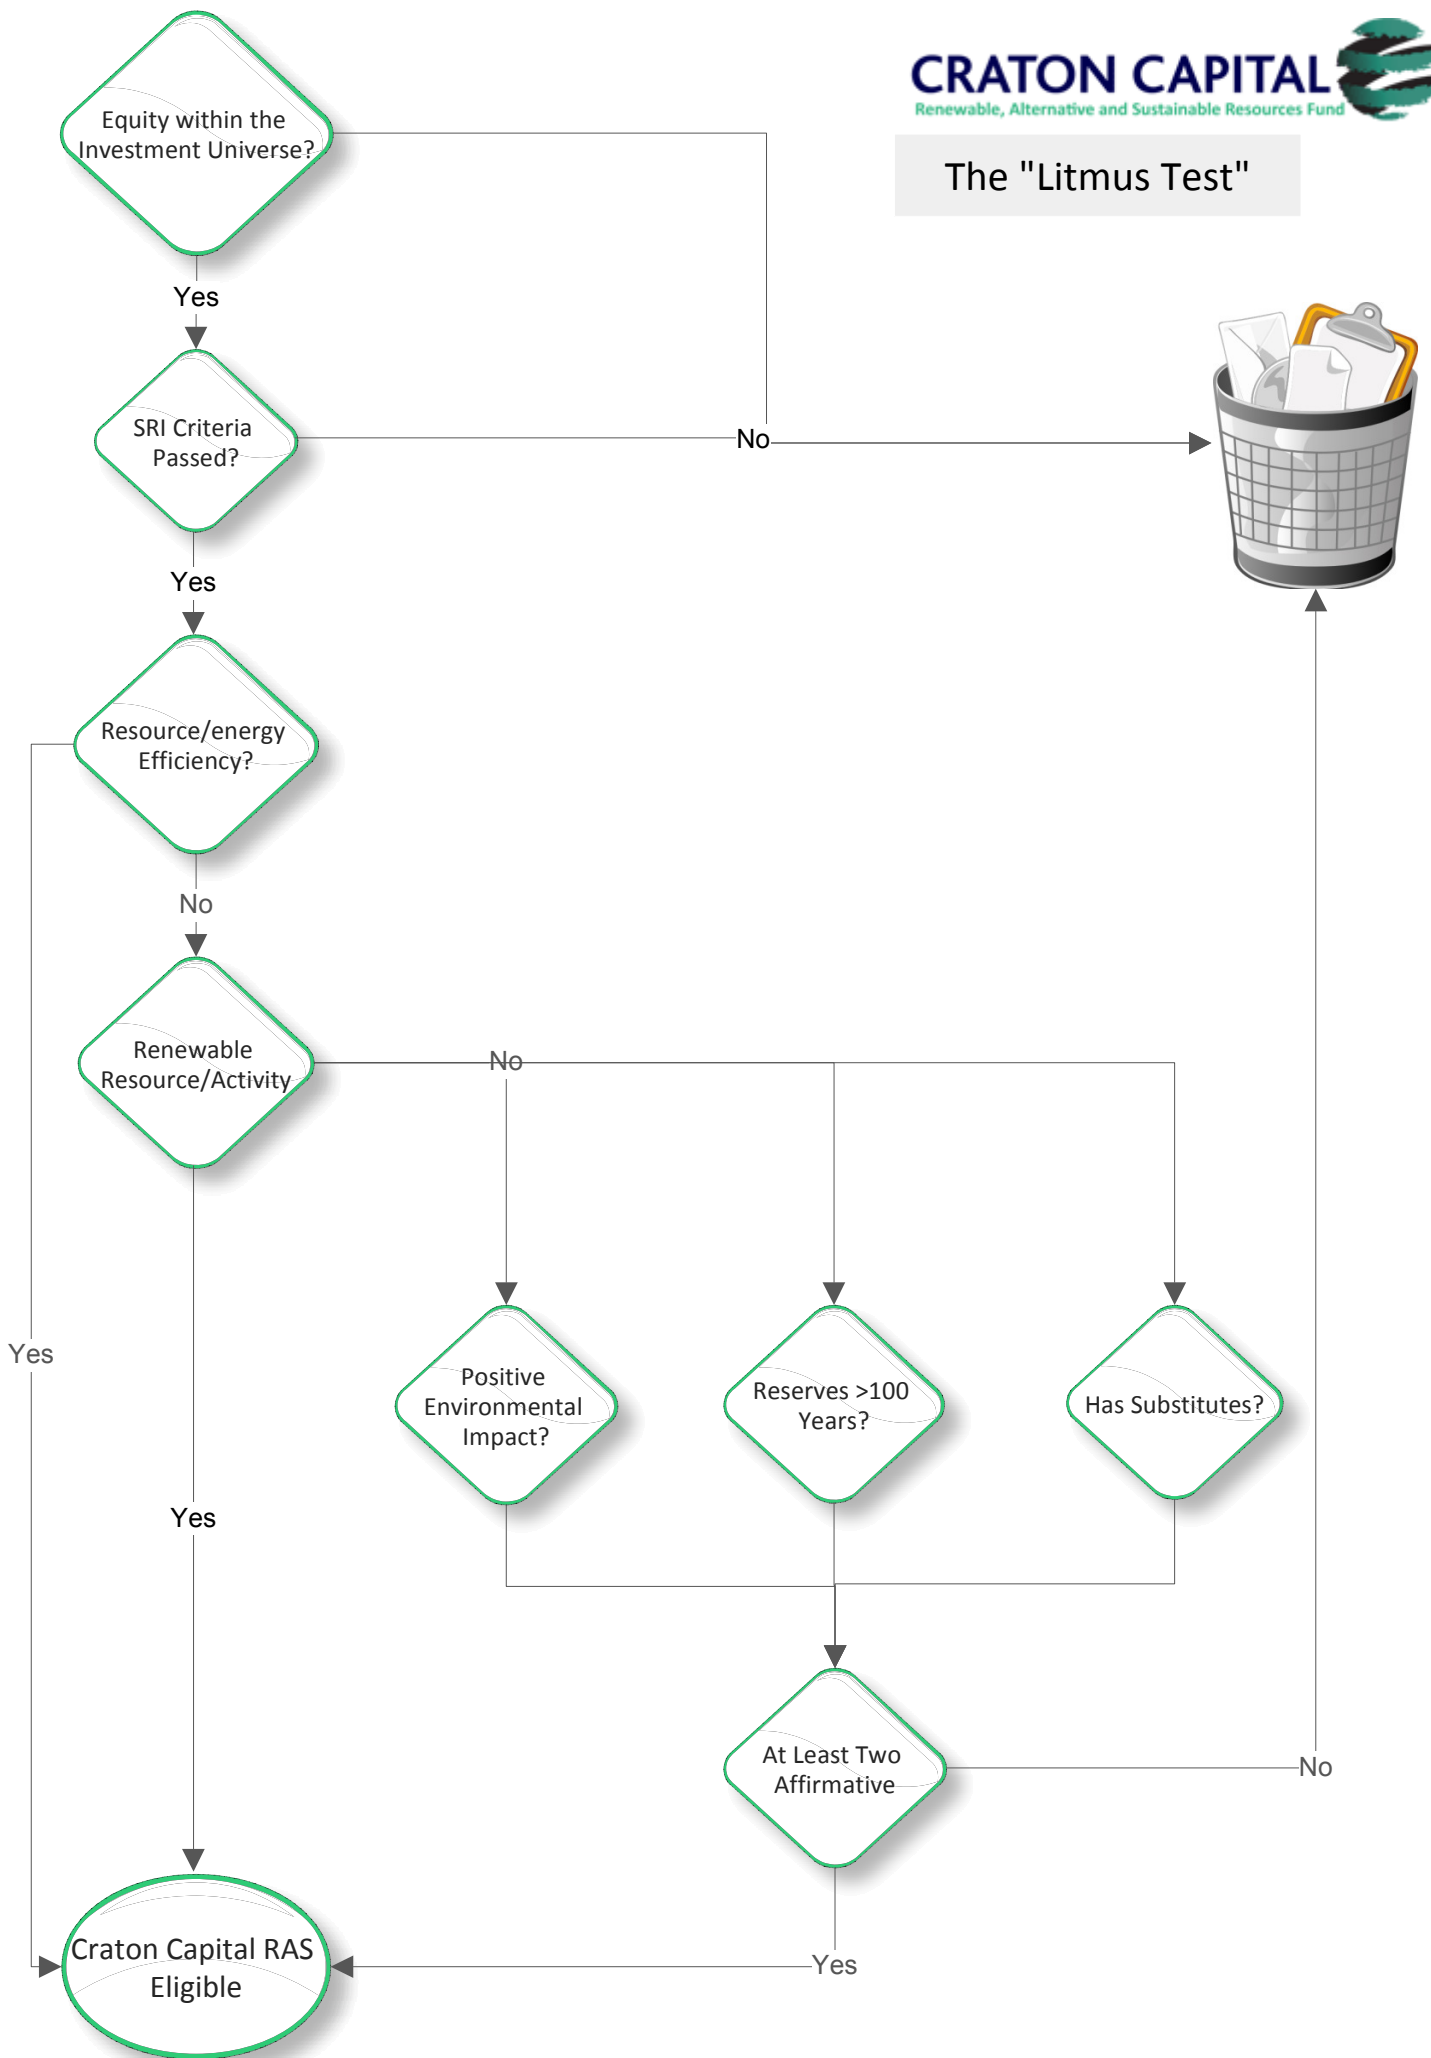 CRATON CAPITAL
Renewable, Alternative and Sustainable Resources Fund
The "Litmus Test"
Equity within the
Investment Universe?
Yes
SRI Criteria
Passed?
No
Yes
Resource/energy
Efficiency?
No
Renewable
Resource/Activity
No
Yes
Positive
Environmental
Impact?
Reserves >100
Years?
Has Substitutes?
Yes
At Least Two
Affirmative
No
Craton Capital RAS
Eligible
Yes